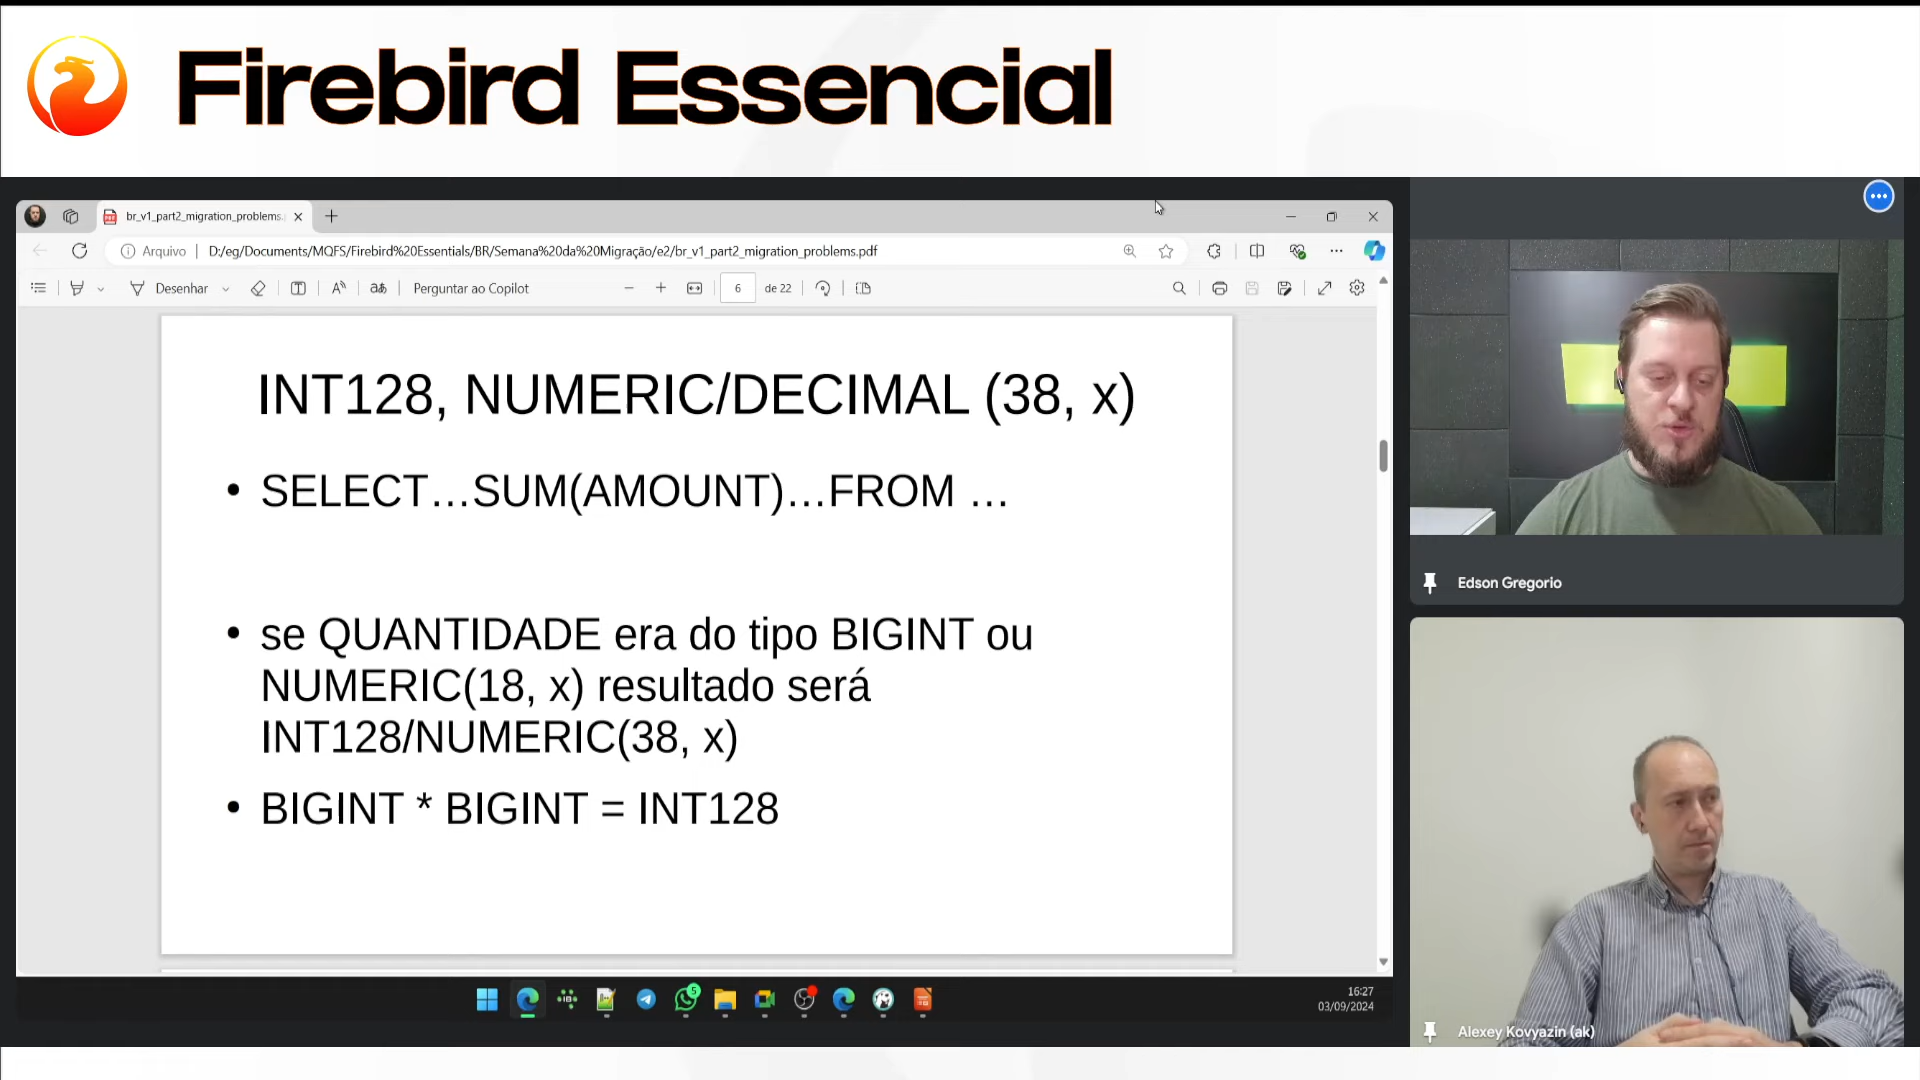 Firebird Essencial
br_v1_part2_migration_problems.
Arquivo
D:/eg/Documents/MQFS/Firebird%20Essentials/BR/Semana%20da%20Migração/e2/br_v1_part2_migration_problems.pdf
Desenhar
Perguntar ao Copilot
6
de 22
INT128, NUMERIC/DECIMAL (38, x)
• SELECT…SUM(AMOUNT)…FROM …
• se QUANTIDADE era do tipo BIGINT ou
NUMERIC(18, x) resultado será
INT128/NUMERIC(38, x)
• BIGINT * BIGINT = INT128
Edson Gregorio
Alexey Kovyazin (ak)
5
16:27
03/09/2024